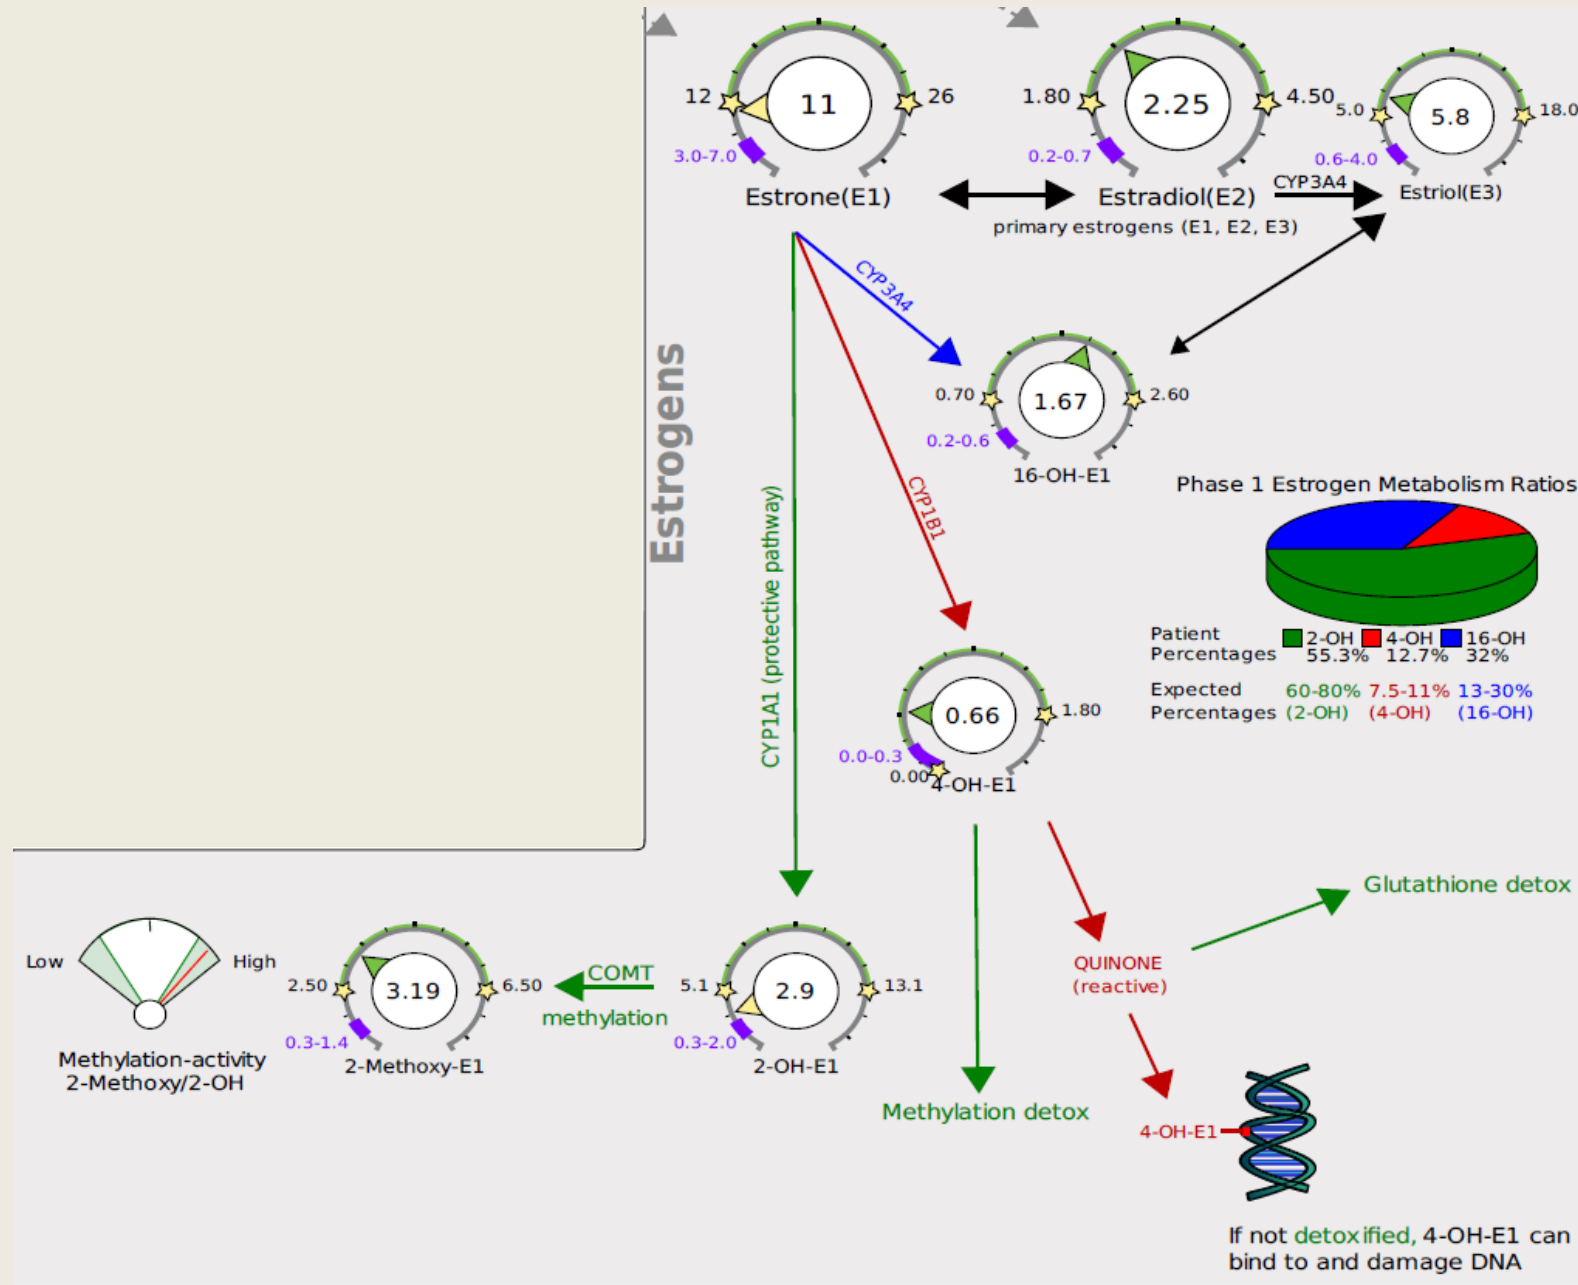 12
11
26
3.0-7.0
Estrone(E1)
1.80
2.25
4.50
0.2-0.7
Estradiol(E2)
5.0
5.8
18.0
0.6-4.0
Estriol(E3)
CYP3A4
primary estrogens (E1, E2, E3)
CYP3A4
0.70
1.67
2.60
0.2-0.6
16-OH-E1
Estrogens
CYP1B1
CYP1A1 (protective pathway)
Phase 1 Estrogen Metabolism Ratios
Patient 2-OH 4-OH 16-OH
Percentages 55.3% 12.7% 32%
Expected 60-80% 7.5-11% 13-30%
Percentages (2-OH) (4-OH) (16-OH)
0.66
1.80
0.0-0.3
0.00
4-OH-E1
Glutathione detox
QUINONE
(reactive)
Low
High
Methylation-activity
2-Methoxy/2-OH
2.50
3.19
6.50
0.3-1.4
2-Methoxy-E1
COMT
methylation
5.1
2.9
13.1
0.3-2.0
2-OH-E1
Methylation detox
4-OH-E1
If not detoxified, 4-OH-E1 can
bind to and damage DNA